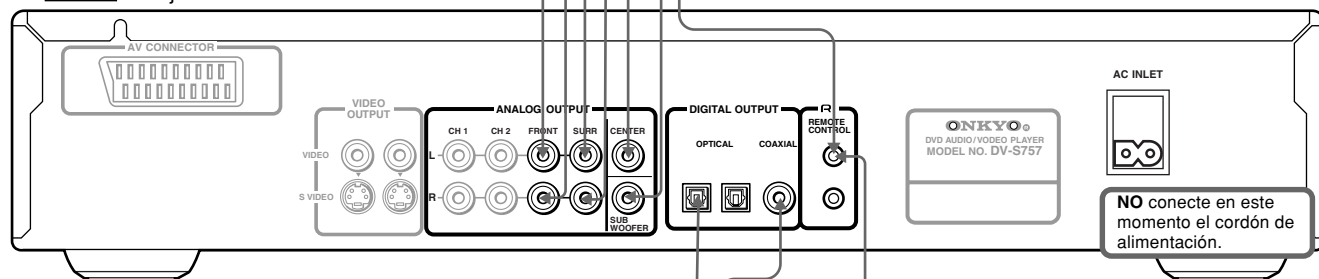 AV CONNECTOR
VIDEO
OUTPUT
VIDEO
S VIDEO
ANALOG OUTPUT
CH 1
CH 2
FRONT
SURR
CENTER
L
R
SUB
WOOFER
DIGITAL OUTPUT
OPTICAL
COAXIAL
REMOTE
CONTROL
ONKYO
DVD AUDIO/VODEO PLAYER
MODEL NO. DV-S757
AC INLET
NO conecte en este
momento el cordón de
alimentación.